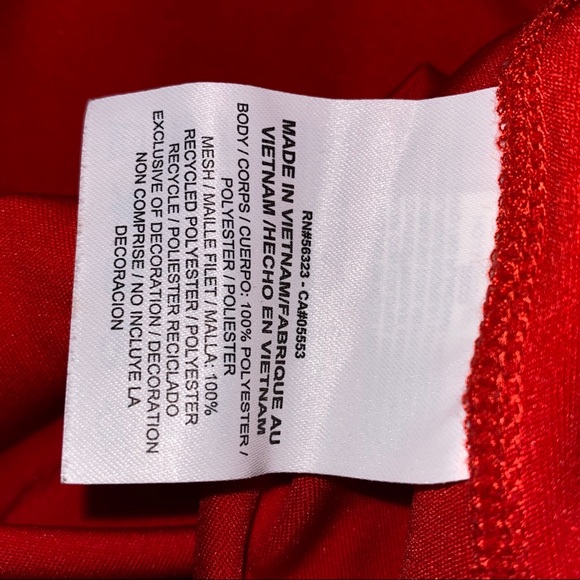 RN#56323 - CA#05553
MADE IN VIETNAM/FABRIQUE AU
VIETNAM /HECHO EN VIETNAM
BODY / CORPS / CUERPO: 100% POLYESTER /
POLYESTER / POLIESTER
MESH / MAILLE FILET / MALLA: 100%
RECYCLED POLYESTER / POLYESTER
RECYCLE / POLIESTER RECICLADO
EXCLUSIVE OF DECORATION / DECORATION
NON COMPRISE / NO INCLUYE LA
DECORACION